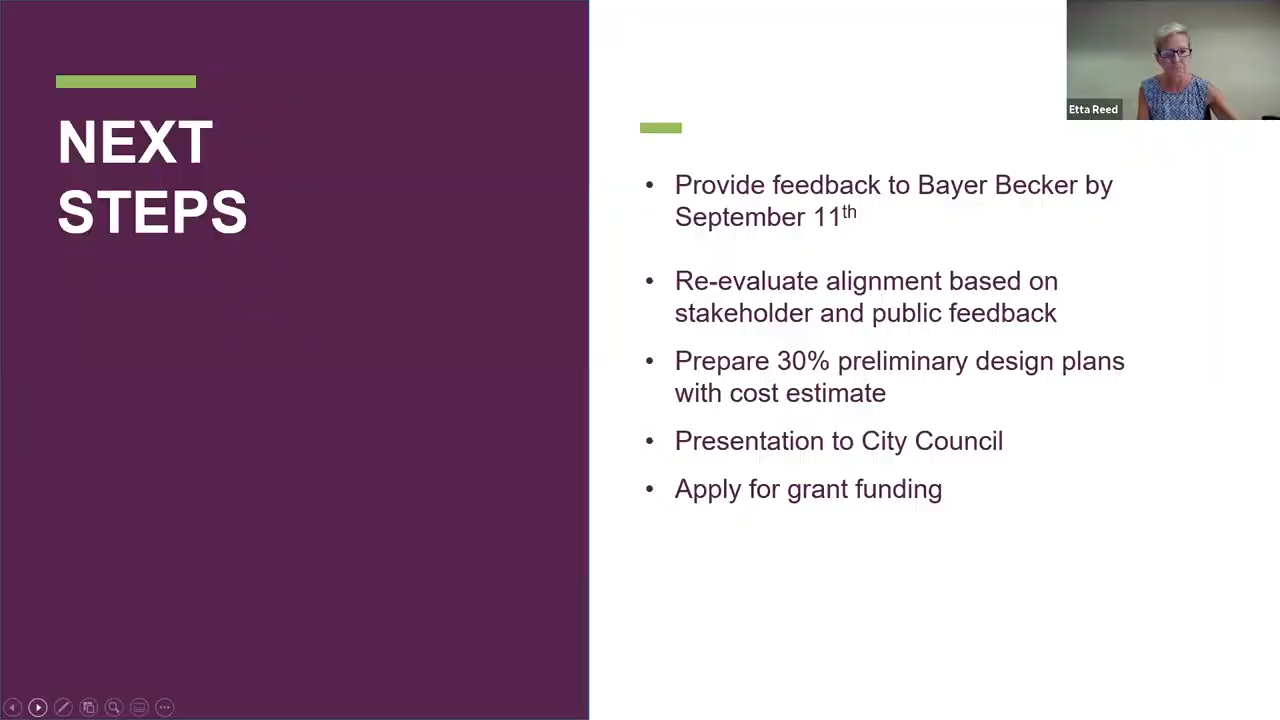 NEXT
STEPS
Etta Reed
• Provide feedback to Bayer Becker by
September 11th
• Re-evaluate alignment based on
stakeholder and public feedback
• Prepare 30% preliminary design plans
with cost estimate
• Presentation to City Council
• Apply for grant funding